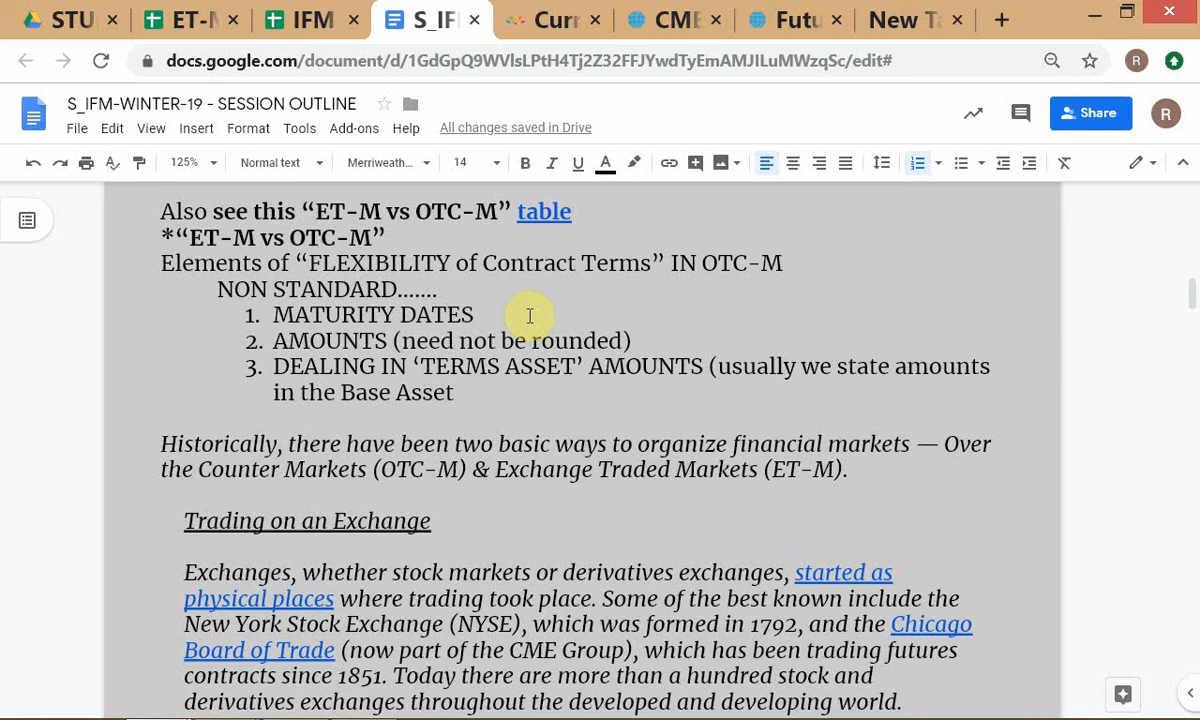 STU
ET-M
IFM
S_IF
Curr
CME
Futu
New T
docs.google.com/document/d/1GdGpQ9WVlsLPtH4Tj2Z32FFJYwdTyEmAMJILuMWzqSc/edit#
R
S_IFM-WINTER-19 - SESSION OUTLINE
File Edit View Insert Format Tools Add-ons Help All changes saved in Drive
Share
R
125% Normal text Merriweath... 14 B I U A
Also see this “ET-M vs OTC-M” table
*“ET-M vs OTC-M”
Elements of “FLEXIBILITY of Contract Terms” IN OTC-M
NON STANDARD.......
1. MATURITY DATES
2. AMOUNTS (need not be rounded)
3. DEALING IN ‘TERMS ASSET’ AMOUNTS (usually we state amounts
in the Base Asset
Historically, there have been two basic ways to organize financial markets — Over
the Counter Markets (OTC-M) & Exchange Traded Markets (ET-M).
Trading on an Exchange
Exchanges, whether stock markets or derivatives exchanges, started as
physical places where trading took place. Some of the best known include the
New York Stock Exchange (NYSE), which was formed in 1792, and the Chicago
Board of Trade (now part of the CME Group), which has been trading futures
contracts since 1851. Today there are more than a hundred stock and
derivatives exchanges throughout the developed and developing world.